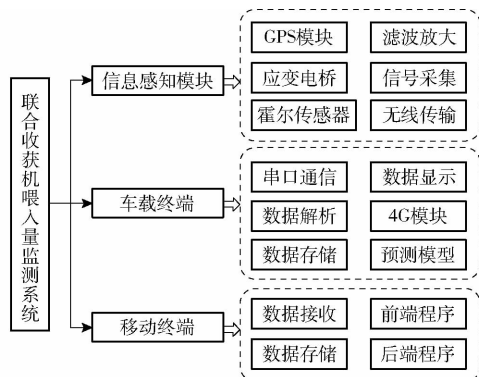 联合收获机喂入量监测系统
信息感知模块
GPS模块
滤波放大
应变电桥
信号采集
霍尔传感器
无线传输
车载终端
串口通信
数据显示
数据解析
4G模块
数据存储
预测模型
移动终端
数据接收
前端程序
数据存储
后端程序